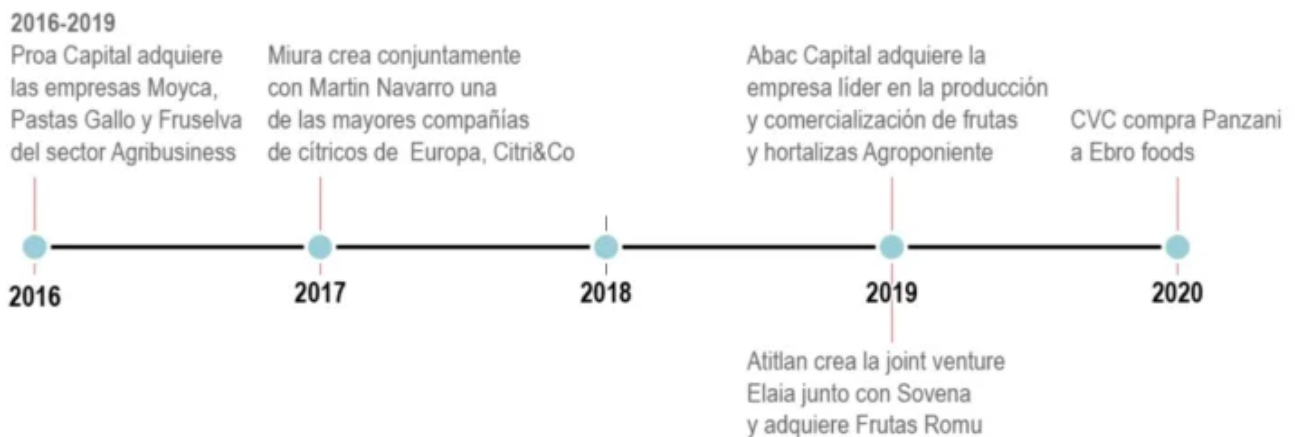 2016-2019
Proa Capital adquiere
las empresas Moyca,
Pastas Gallo y Fruselva
del sector Agribusiness
Miura crea conjuntamente
con Martin Navarro una
de las mayores compañías
de cítricos de Europa, Citri&Co
Abac Capital adquiere la
empresa líder en la producción
y comercialización de frutas
y hortalizas Agroponiente
CVC compra Panzani
a Ebro foods
2016
2017
2018
2019
2020
Atitlan crea la joint venture
Elaia junto con Sovena
y adquiere Frutas Romu